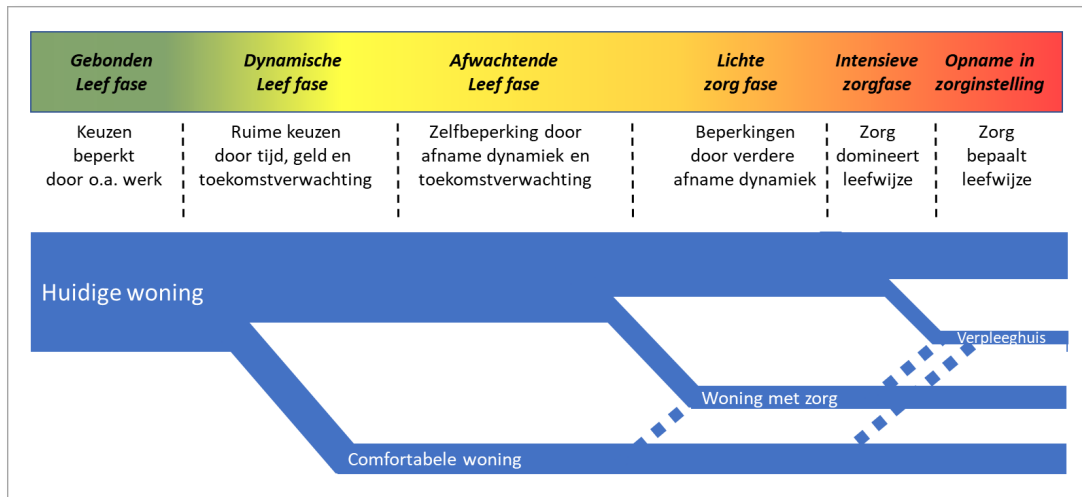 Gebonden
Leef fase
Dynamische
Leef fase
Afwachtende
Leef fase
Lichte
zorg fase
Intensieve
zorgfase
Opname in
zorginstelling
Keuzen
beperkt
door o.a. werk
Ruime keuzen
door tijd, geld en
toekomstverwachting
Zelfbeperking door
afname dynamiek en
toekomstverwachting
Beperkingen
door verdere
afname dynamiek
Zorg
domineert
leefwijze
Zorg
bepaalt
leefwijze
Huidige woning
Verpleeghuis
Woning met zorg
Comfortabele woning